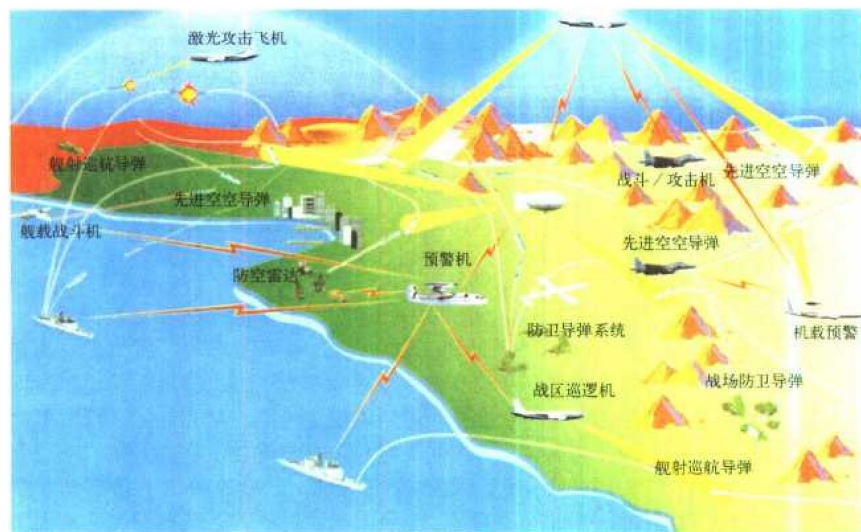 激光攻击飞机
舰射巡航导弹
战斗/攻击机
先进空空导弹
先进空空导弹
舰载战斗机
先进空空导弹
预警机
防空雷达
防卫导弹系统
机载预警
战区巡逻机
战场防卫导弹
舰射巡航导弹